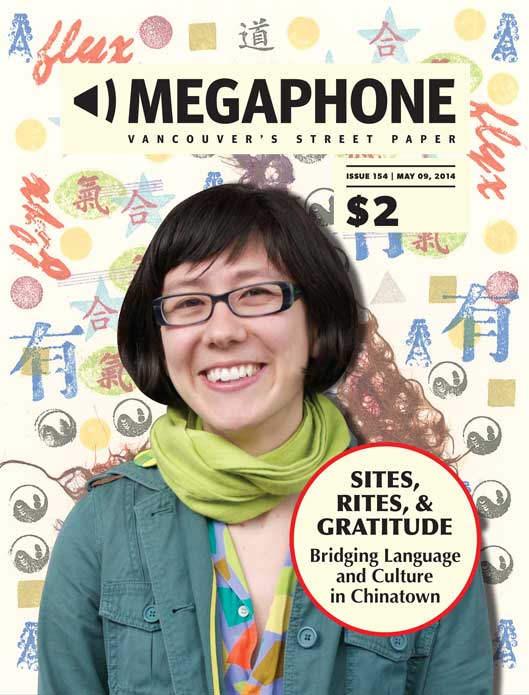 flux
道
合
MEGAPHONE
VANCOUVER'S STREET PAPER
flux
ISSUE 154 | MAY 09, 2014
$2
flux
氣 合
氣
合
有
氣
有
SITES,
RITES, &
GRATITUDE
Bridging Language
and Culture
in Chinatown